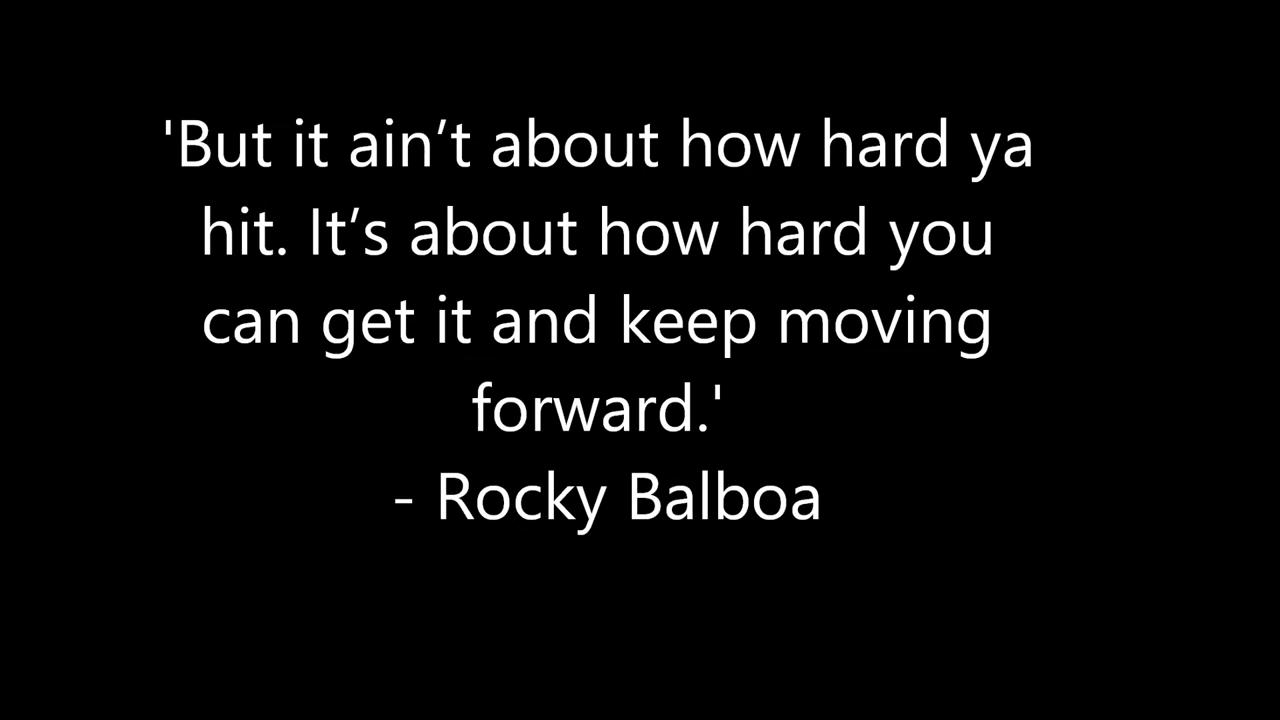 'But it ain’t about how hard ya
hit. It’s about how hard you
can get it and keep moving
forward.'
- Rocky Balboa